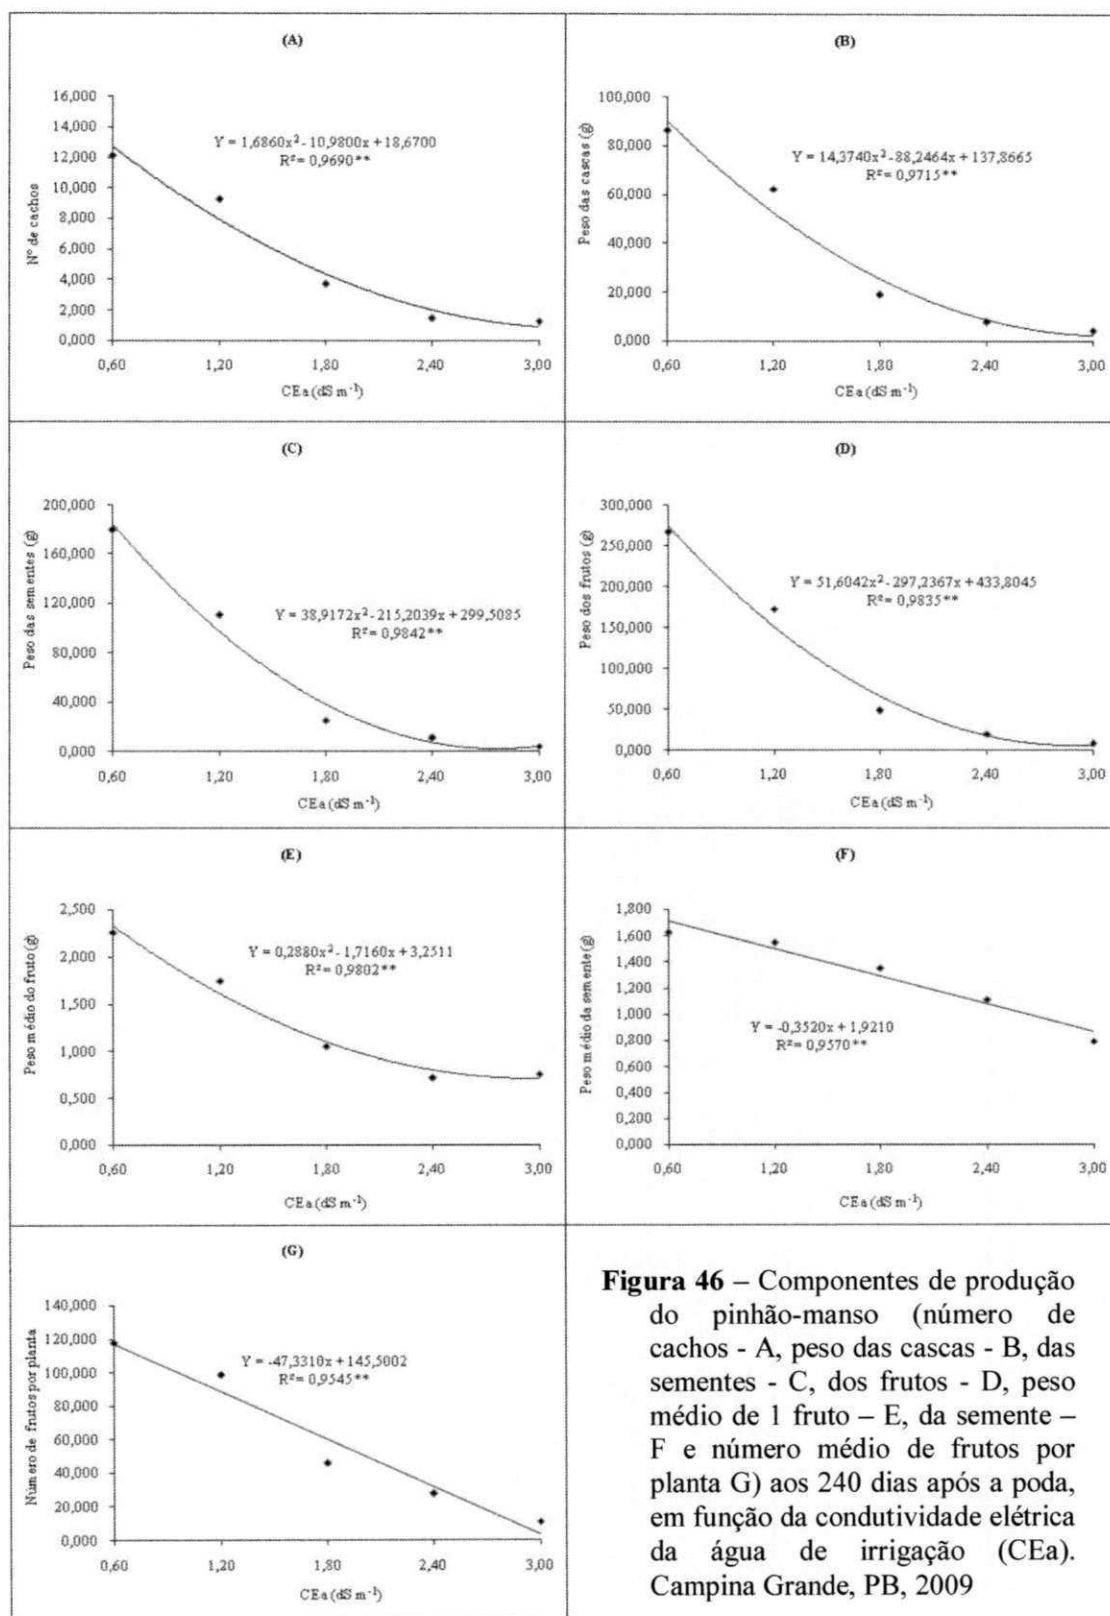 (A)
Nº de cachos
16,000
14,000
12,000
10,000
8,000
6,000
4,000
2,000
0,000
Y = 1,6860x² - 10,9800x + 18,6700
R² = 0,9690**
0,60 1,20 1,80 2,40 3,00
CEa (dS m⁻¹)
(B)
Peso das cascas (g)
100,000
80,000
60,000
40,000
20,000
0,000
Y = 14,3740x² - 88,2464x + 137,8665
R² = 0,9715**
0,60 1,20 1,80 2,40 3,00
CEa (dS m⁻¹)
(C)
Peso das sementes (g)
200,000
160,000
120,000
80,000
40,000
0,000
Y = 38,9172x² - 215,2039x + 299,5085
R² = 0,9842**
0,60 1,20 1,80 2,40 3,00
CEa (dS m⁻¹)
(D)
Peso dos frutos (g)
300,000
250,000
200,000
150,000
100,000
50,000
0,000
Y = 51,6042x² - 297,2367x + 433,8045
R² = 0,9835**
0,60 1,20 1,80 2,40 3,00
CEa (dS m⁻¹)
(E)
Peso médio do fruto (g)
2,500
2,000
1,500
1,000
0,500
0,000
Y = 0,2880x² - 1,7160x + 3,2511
R² = 0,9802**
0,60 1,20 1,80 2,40 3,00
CEa (dS m⁻¹)
(F)
Peso médio da semente (g)
1,800
1,600
1,400
1,200
1,000
0,800
0,600
0,400
0,200
0,000
Y = -0,3520x + 1,9210
R² = 0,9570**
0,60 1,20 1,80 2,40 3,00
CEa (dS m⁻¹)
(G)
Número de frutos por planta
140,000
120,000
100,000
80,000
60,000
40,000
20,000
0,000
Y = -47,3310x + 145,5002
R² = 0,9545**
0,60 1,20 1,80 2,40 3,00
CEa (dS m⁻¹)
Figura 46 – Componentes de produção
do pinhão-manso (número de
cachos - A, peso das cascas - B, das
sementes - C, dos frutos - D, peso
médio de 1 fruto – E, da semente –
F e número médio de frutos por
planta G) aos 240 dias após a poda,
em função da condutividade elétrica
da água de irrigação (CEa).
Campina Grande, PB, 2009